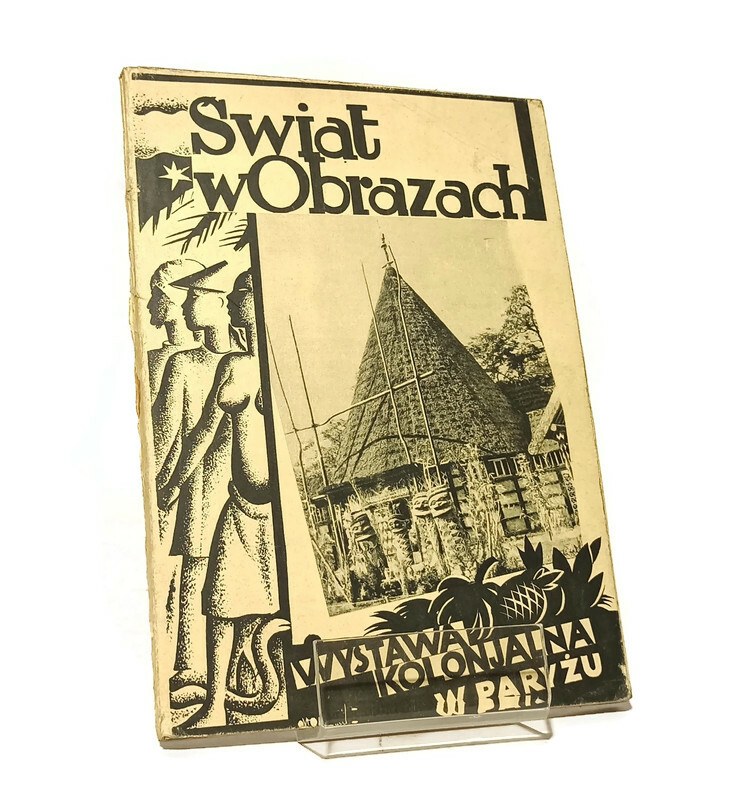 Swiat
wObrazach
WYSTAWA
KOLONJALNA
W PARYŻU